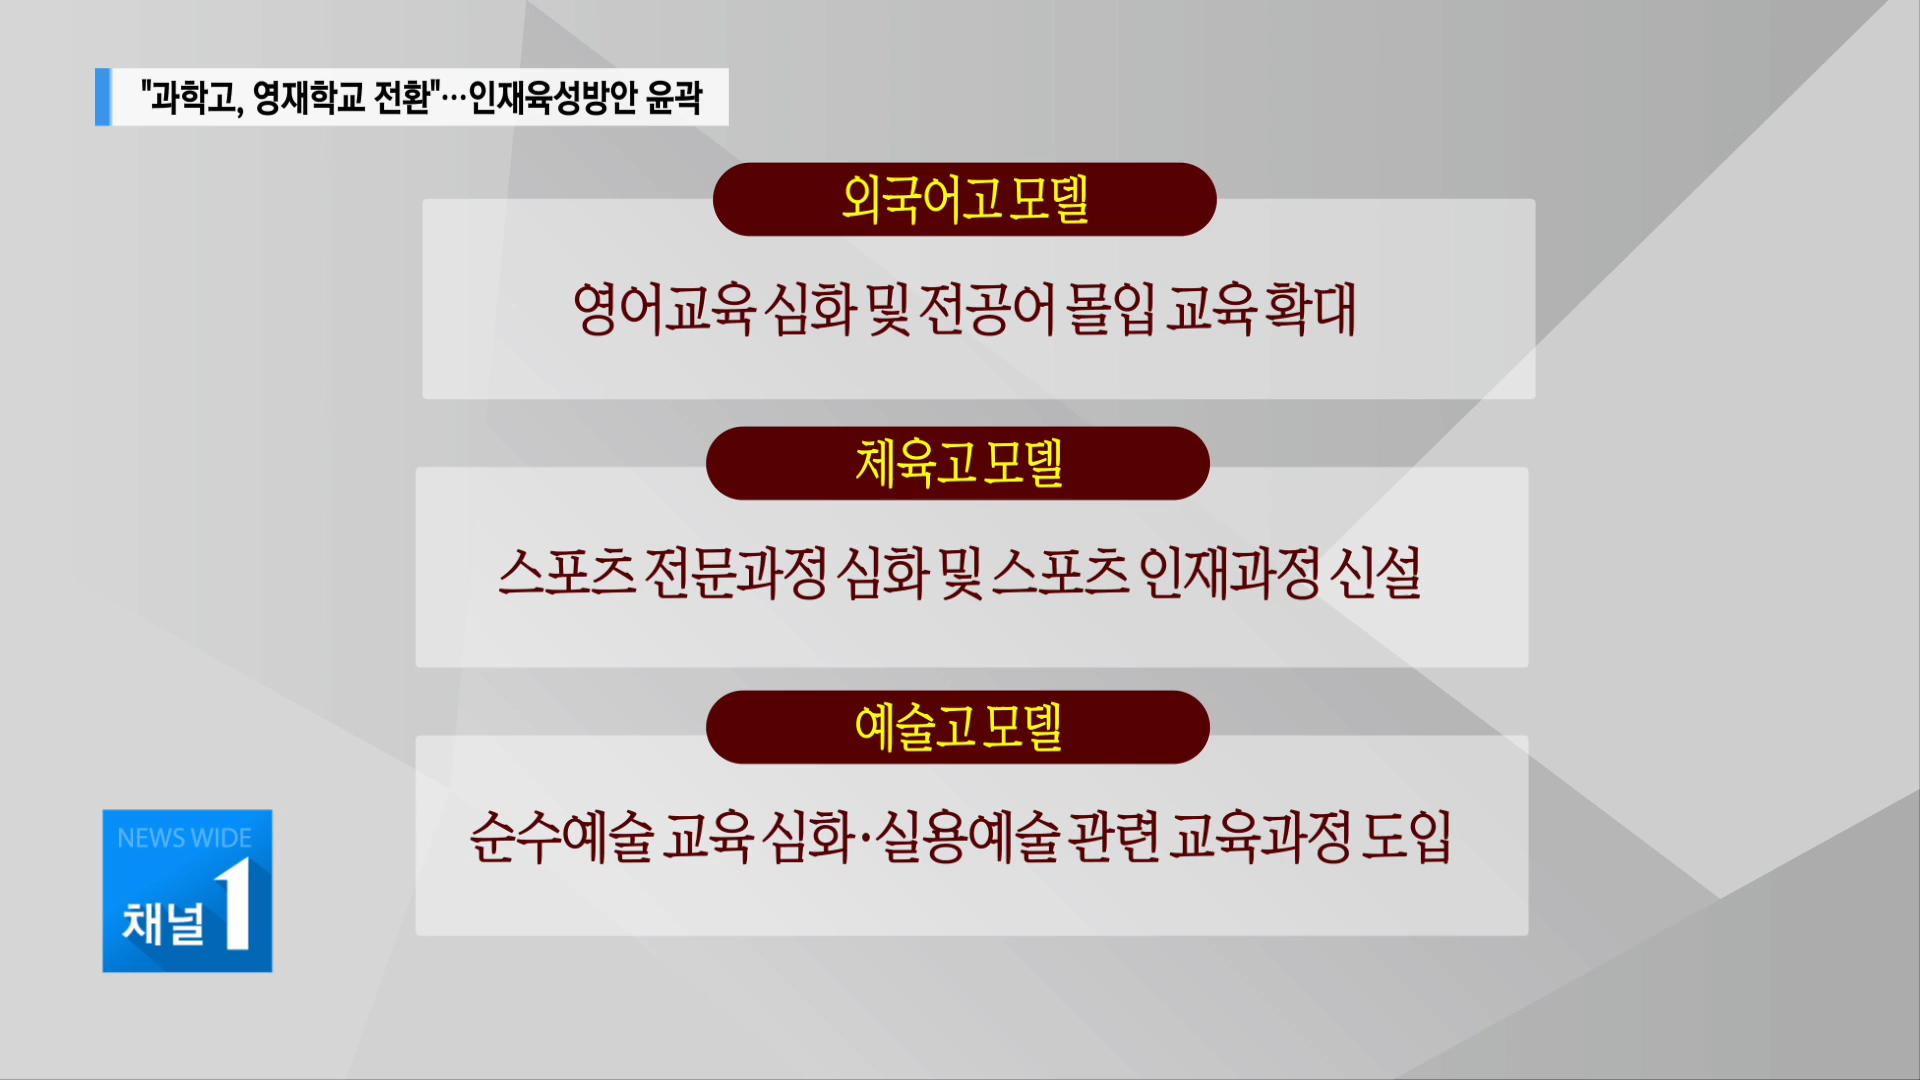 "과학고, 영재학교 전환"…인재육성방안 윤곽
외국어고 모델
영어교육 심화 및 전공어 몰입 교육 확대
체육고 모델
스포츠 전문과정 심화 및 스포츠 인재과정 신설
예술고 모델
순수예술 교육 심화·실용예술 관련 교육과정 도입
NEWS WIDE
채널 1